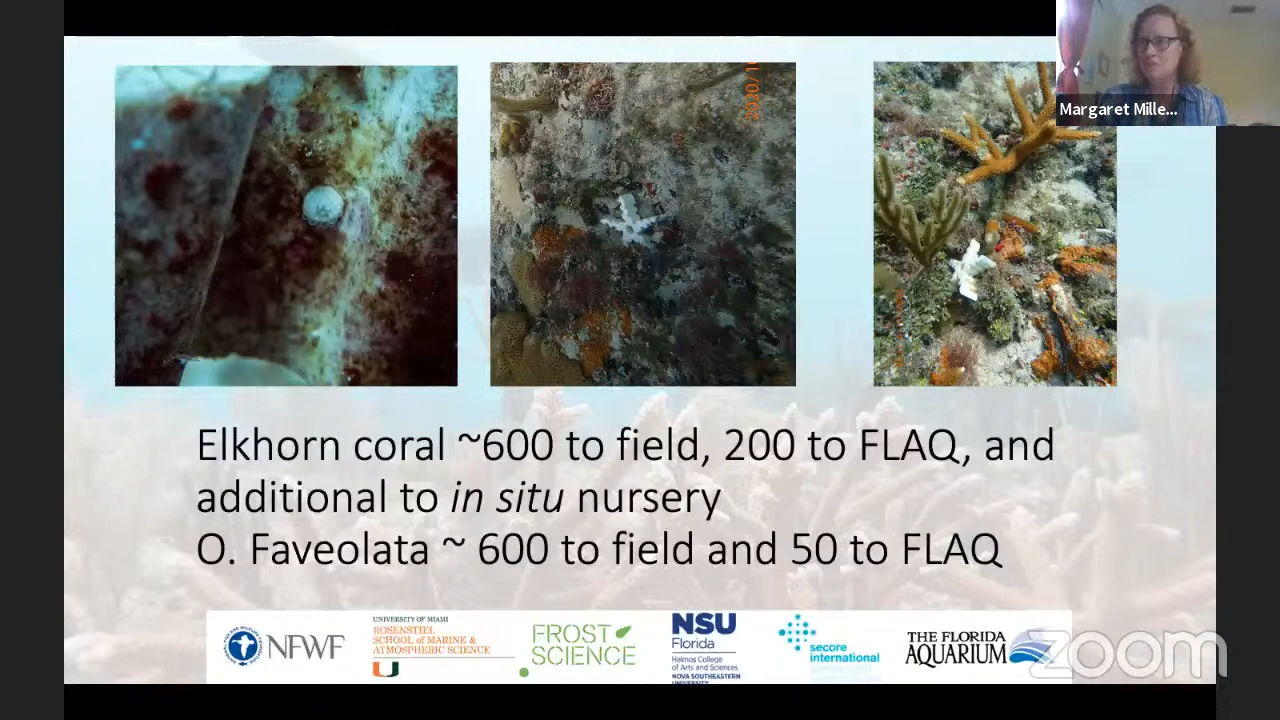 2020/10
Margaret Mille...
Elkhorn coral ~600 to field, 200 to FLAQ, and
additional to in situ nursery
O. Faveolata ~ 600 to field and 50 to FLAQ
NFWF
UNIVERSITY OF MIAMI
ROSENSTIEL
SCHOOL of MARINE &
ATMOSPHERIC SCIENCE
FROST
SCIENCE
NSU
Florida
Halmos College
of Arts and Sciences
NOVA SOUTHEASTERN
UNIVERSITY
secore
international
THE FLORIDA
AQUARIUM
zoom